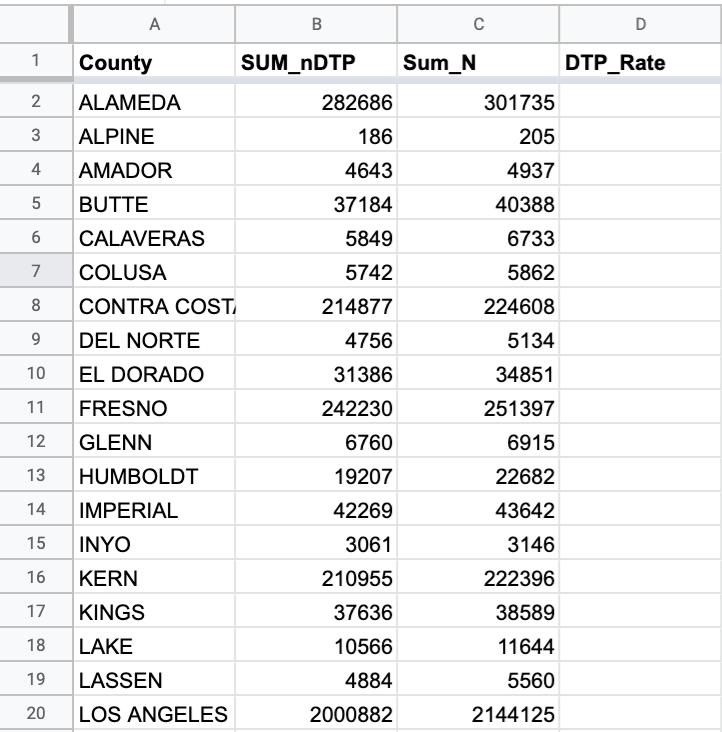 A B C D
1 County SUM_nDTP Sum_N DTP_Rate
2 ALAMEDA 282686 301735
3 ALPINE 186 205
4 AMADOR 4643 4937
5 BUTTE 37184 40388
6 CALAVERAS 5849 6733
7 COLUSA 5742 5862
8 CONTRA COSTA 214877 224608
9 DEL NORTE 4756 5134
10 EL DORADO 31386 34851
11 FRESNO 242230 251397
12 GLENN 6760 6915
13 HUMBOLDT 19207 22682
14 IMPERIAL 42269 43642
15 INYO 3061 3146
16 KERN 210955 222396
17 KINGS 37636 38589
18 LAKE 10566 11644
19 LASSEN 4884 5560
20 LOS ANGELES 2000882 2144125